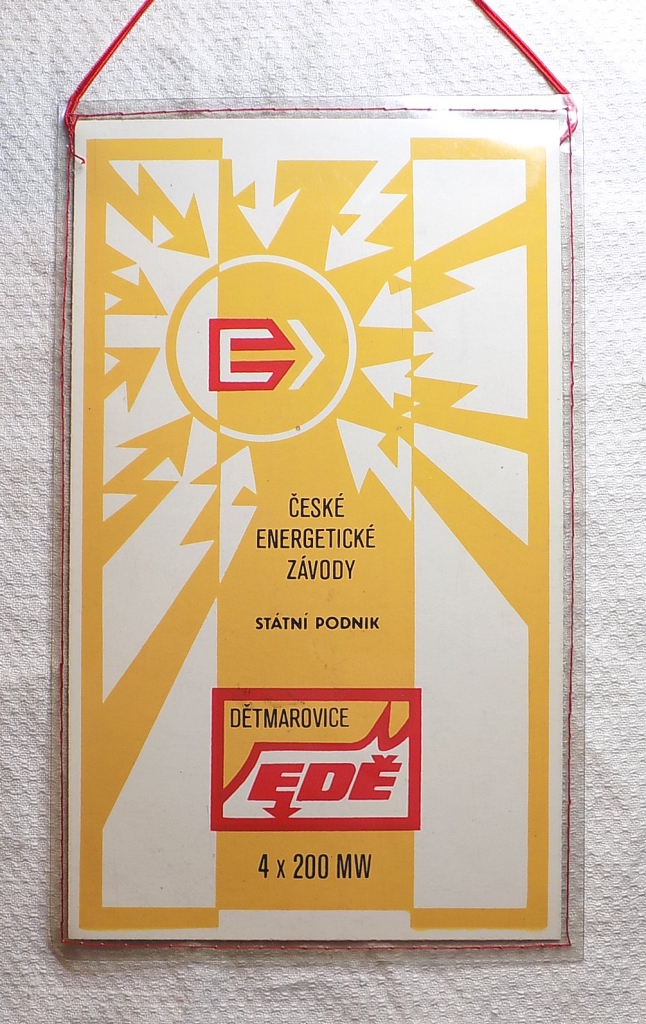 ČESKÉ
ENERGETICKÉ
ZÁVODY
STÁTNÍ PODNIK
DĚTMAROVICE
EDĚ
4 x 200 MW